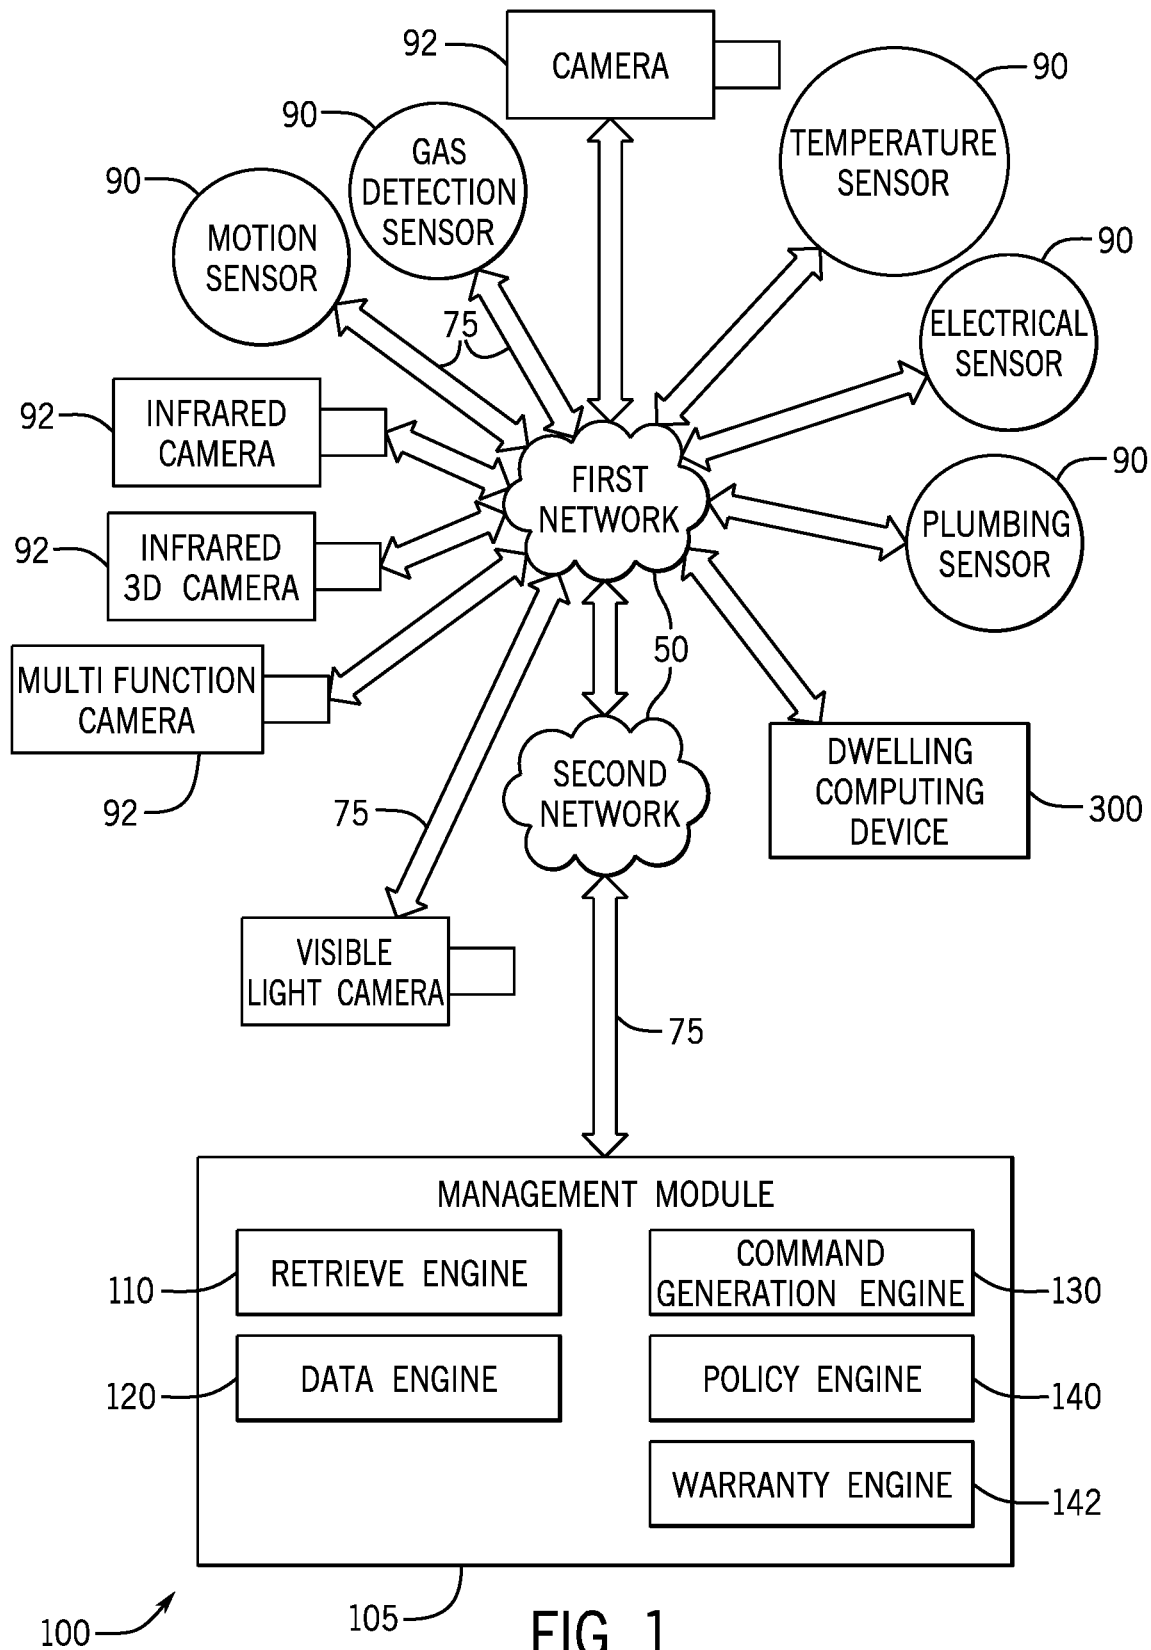 92
CAMERA
90
TEMPERATURE
SENSOR
90
GAS
DETECTION
SENSOR
90
MOTION
SENSOR
90
ELECTRICAL
SENSOR
75
92
INFRARED
CAMERA
FIRST
NETWORK
90
PLUMBING
SENSOR
92
INFRARED
3D CAMERA
50
MULTI FUNCTION
CAMERA
92
SECOND
NETWORK
DWELLING
COMPUTING
DEVICE
300
75
VISIBLE
LIGHT CAMERA
75
MANAGEMENT MODULE
110
RETRIEVE ENGINE
COMMAND
GENERATION ENGINE
130
120
DATA ENGINE
POLICY ENGINE
140
WARRANTY ENGINE
142
100
105
FIG. 1